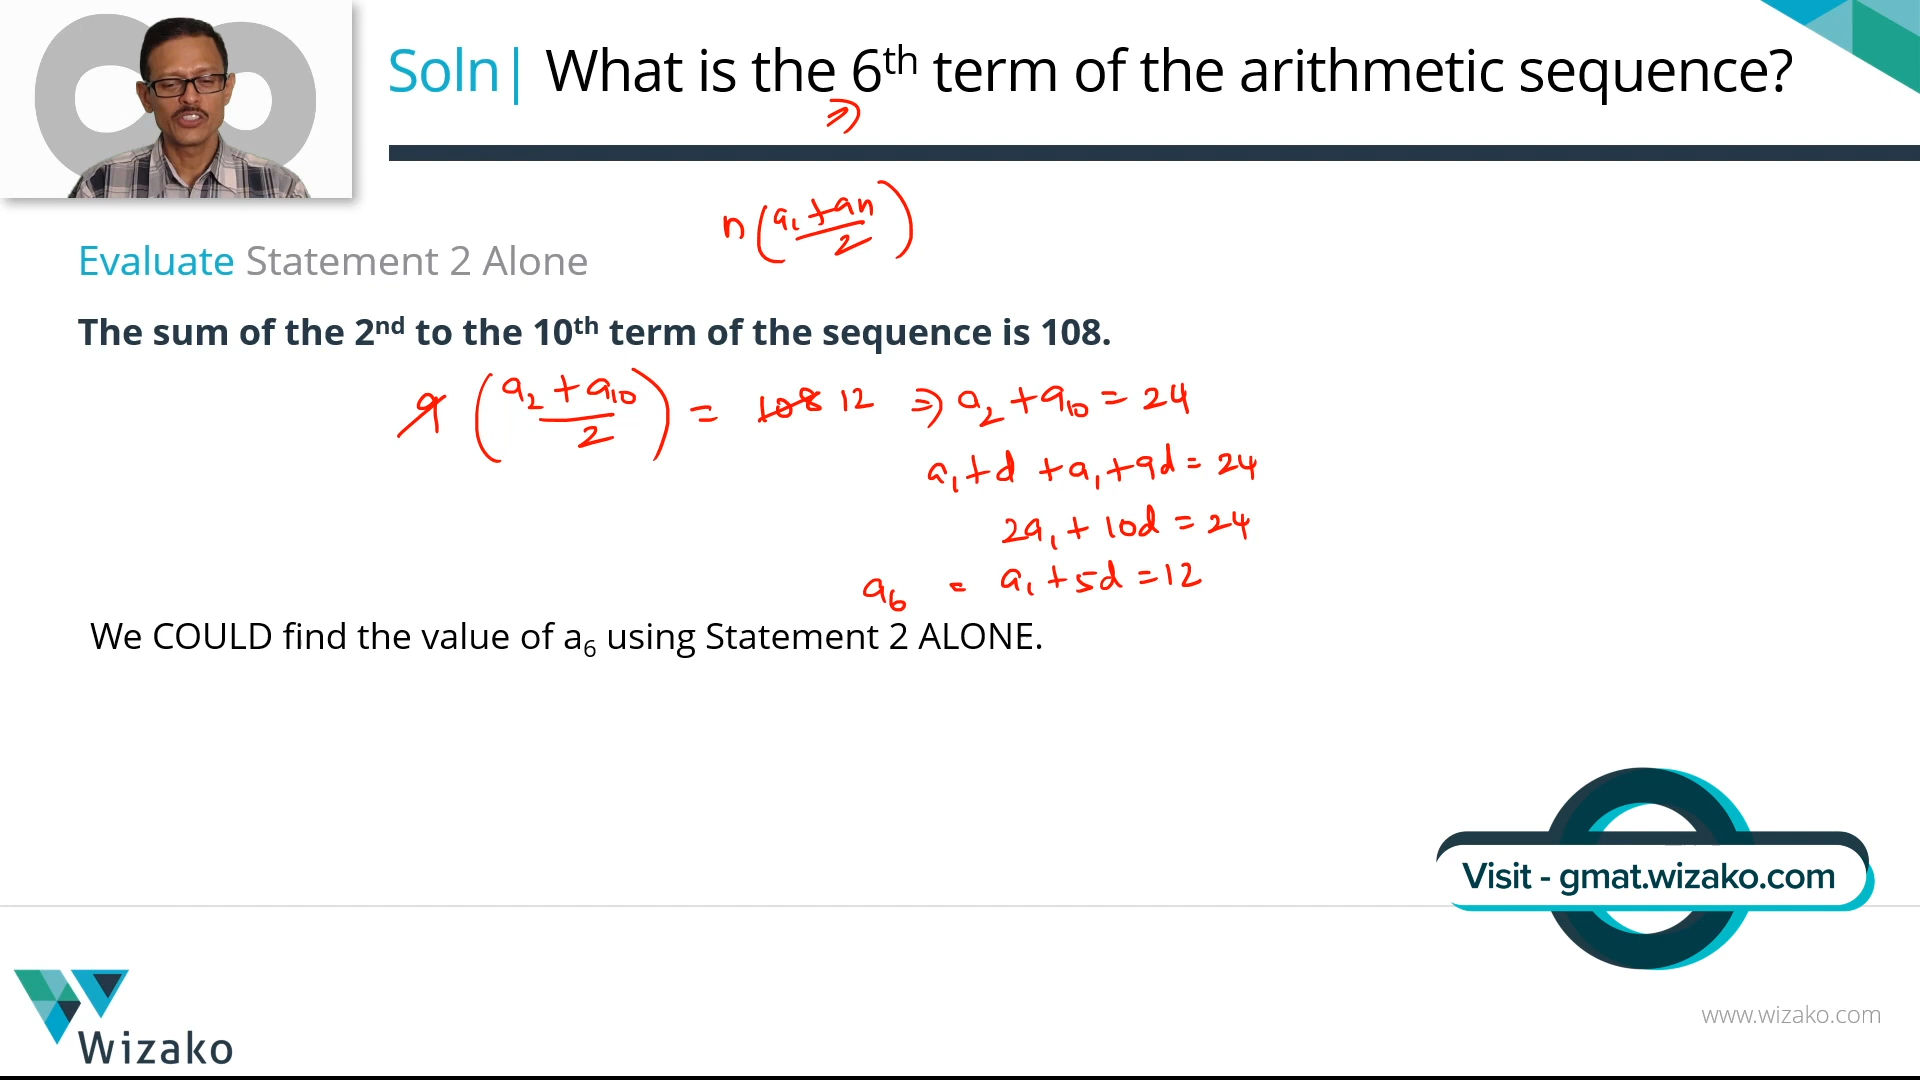 Soln| What is the 6th term of the arithmetic sequence?
⇒
n(a₁+aₙ/2)
Evaluate Statement 2 Alone
The sum of the 2nd to the 10th term of the sequence is 108.
9(a₂+a₁₀/2) = 108 12 ⇒ a₂+a₁₀=24
a₁+d+a₁+9d=24
2a₁+10d=24
a₆ = a₁+5d=12
We COULD find the value of a₆ using Statement 2 ALONE.
Visit - gmat.wizako.com
www.wizako.com
Wizako